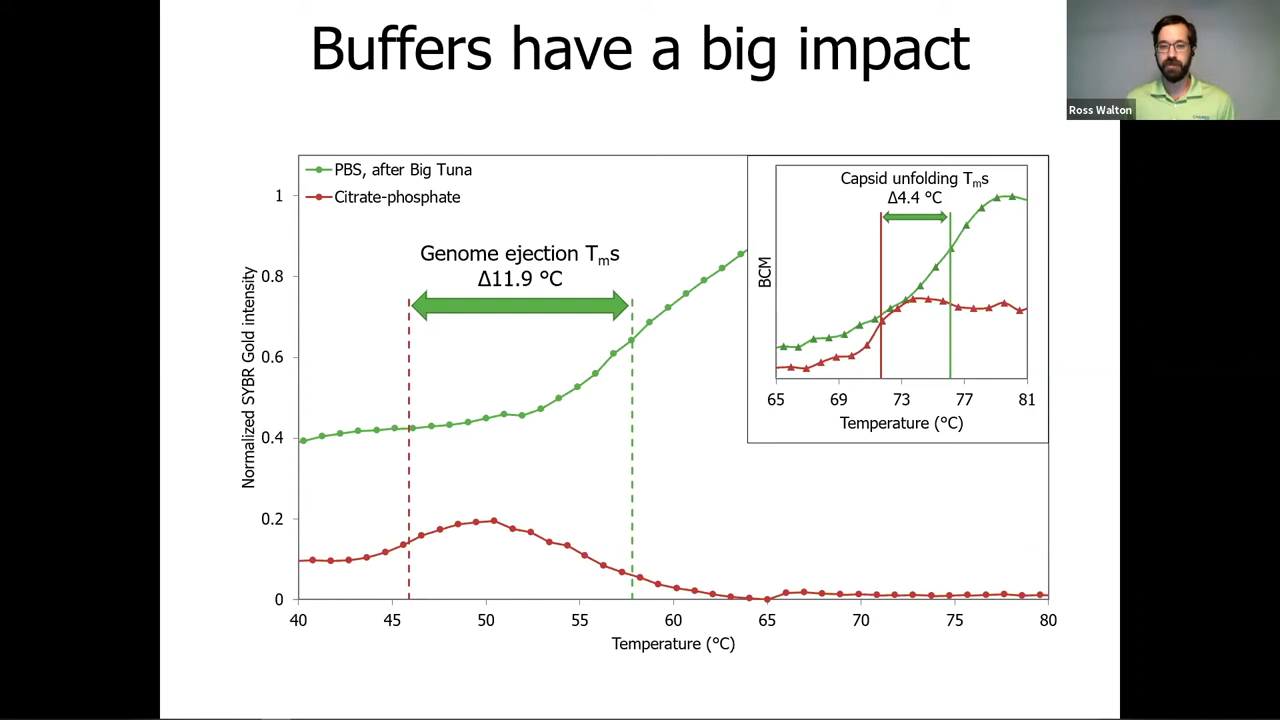 Buffers have a big impact
Ross Walton
PBS, after Big Tuna
Citrate-phosphate
Genome ejection Tms
Δ11.9 °C
Normalized SYBR Gold intensity
1
0.8
0.6
0.4
0.2
0
40 45 50 55 60 65 70 75 80
Temperature (°C)
Capsid unfolding Tms
Δ4.4 °C
BCM
65 69 73 77 81
Temperature (°C)